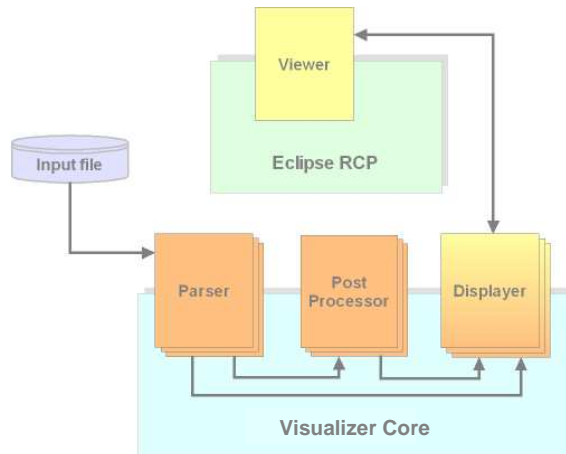 Viewer
Eclipse RCP
Input file
Parser
Post
Processor
Displayer
Visualizer Core